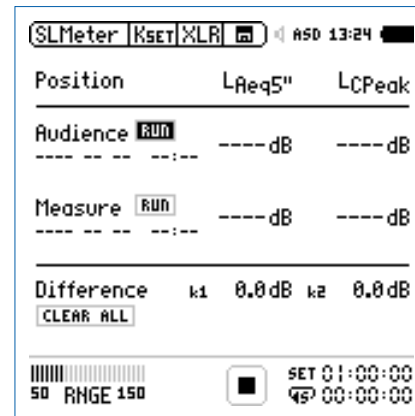 SLMeter KSET XLR ASD 13:24
Position LAeq5" LCPeak
Audience RUN ----dB ----dB
---- -- -- --:--
Measure RUN ----dB ----dB
---- -- -- --:--
Difference k1 0.0dB k2 0.0dB
CLEAR ALL
SET 01:00:00
50 RNGE 150 00:00:00